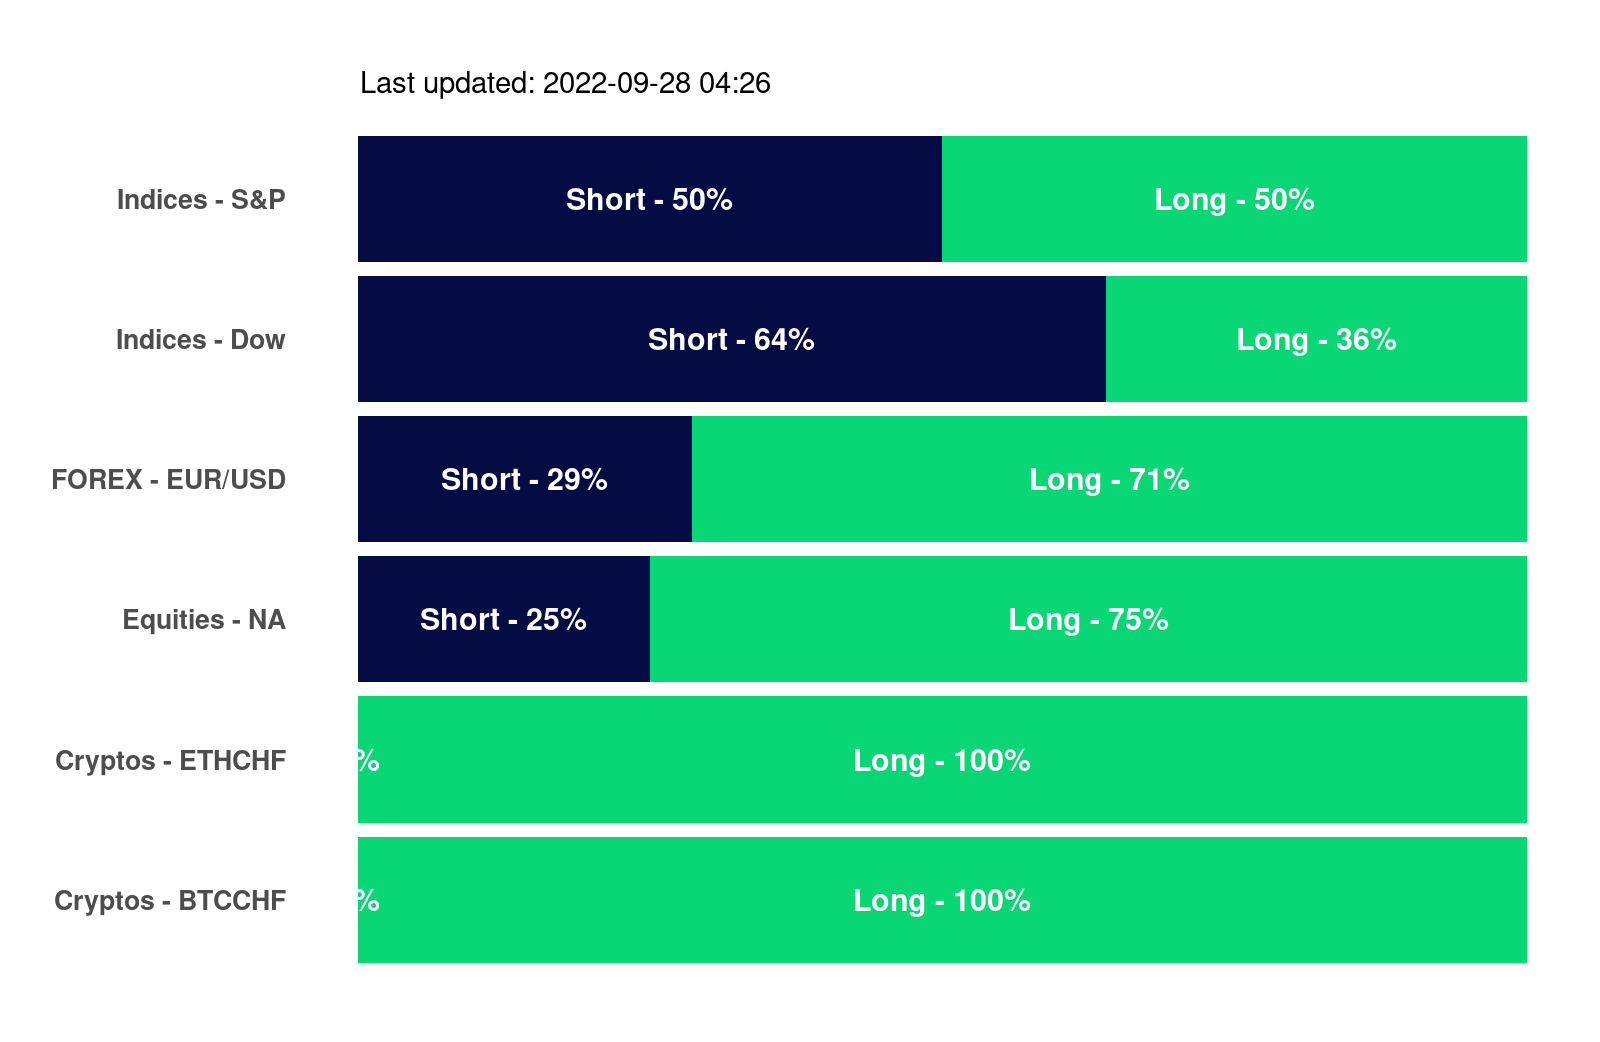 Last updated: 2022-09-28 04:26
Indices - S&P Short - 50% Long - 50%
Indices - Dow Short - 64% Long - 36%
FOREX - EUR/USD Short - 29% Long - 71%
Equities - NA Short - 25% Long - 75%
Cryptos - ETHCHF % Long - 100%
Cryptos - BTCCHF % Long - 100%